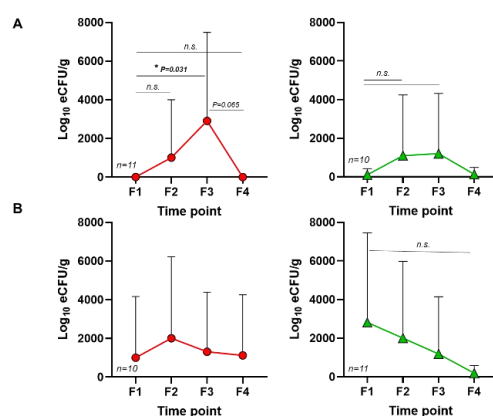 A
8000
6000
4000
2000
0
Log10 eCFU/g
n.s.
* P=0.031
n.s.
P=0.065
n=11
F1 F2 F3 F4
Time point
8000
6000
4000
2000
0
Log10 eCFU/g
n.s.
n=10
F1 F2 F3 F4
Time point
B
8000
6000
4000
2000
0
Log10 eCFU/g
n=10
F1 F2 F3 F4
Time point
8000
6000
4000
2000
0
Log10 eCFU/g
n.s.
n=11
F1 F2 F3 F4
Time point